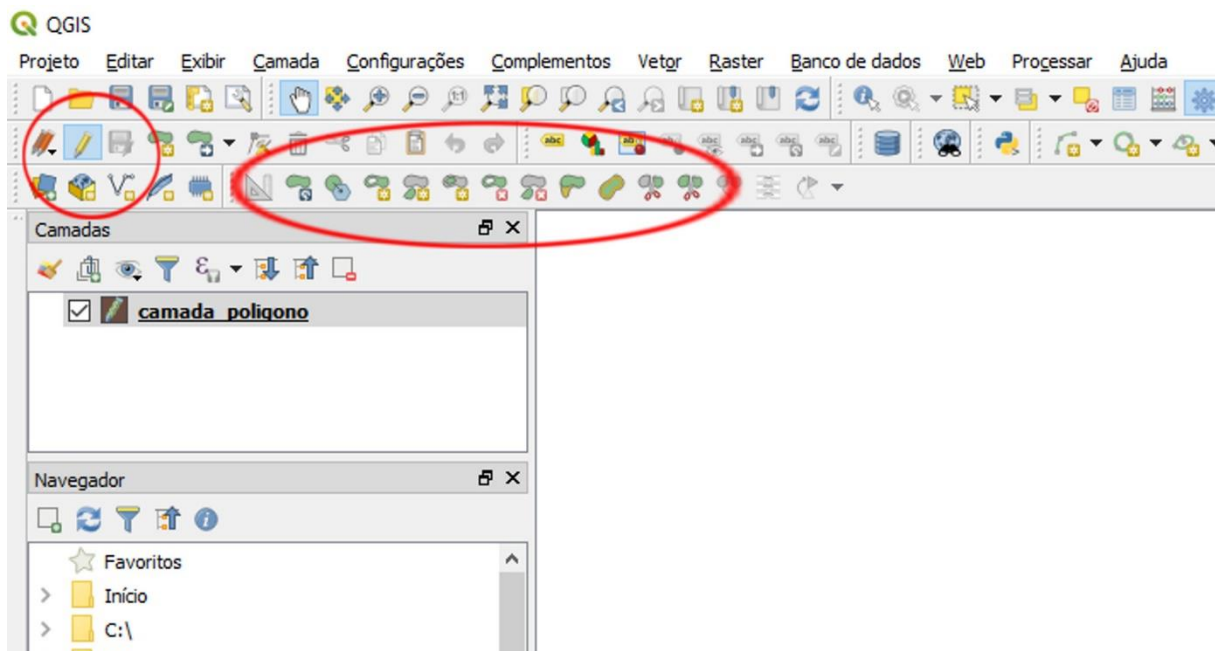 QGIS
Projeto Editar Exibir Camada Configurações Complementos Vetor Raster Banco de dados Web Processar Ajuda
Camadas
camada_poligono
Navegador
Favoritos
Início
C:\